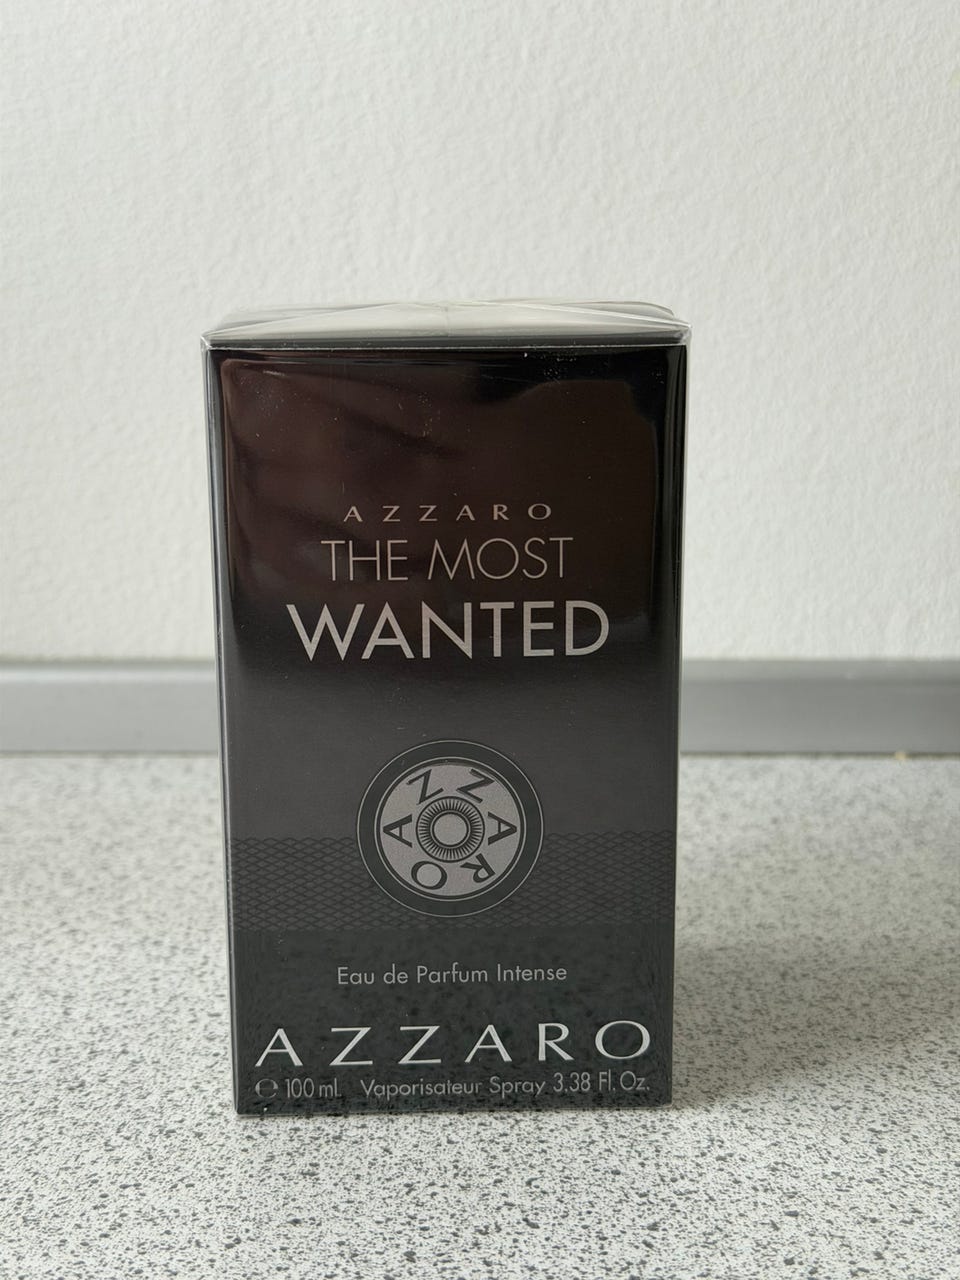 AZZARO
THE MOST
WANTED
AZZARO
Eau de Parfum Intense
AZZARO
℮ 100 mL Vaporisateur Spray 3.38 Fl. Oz.